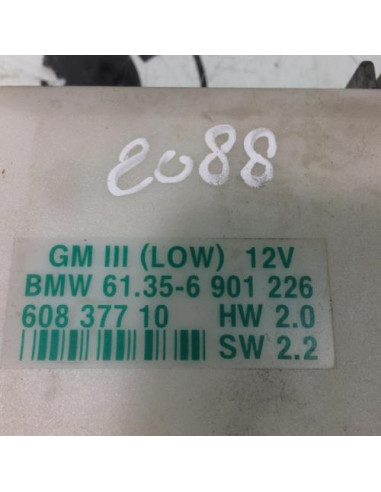 2088
GM III (LOW) 12V
BMW 61.35-6 901 226
608 377 10 HW 2.0
SW 2.2